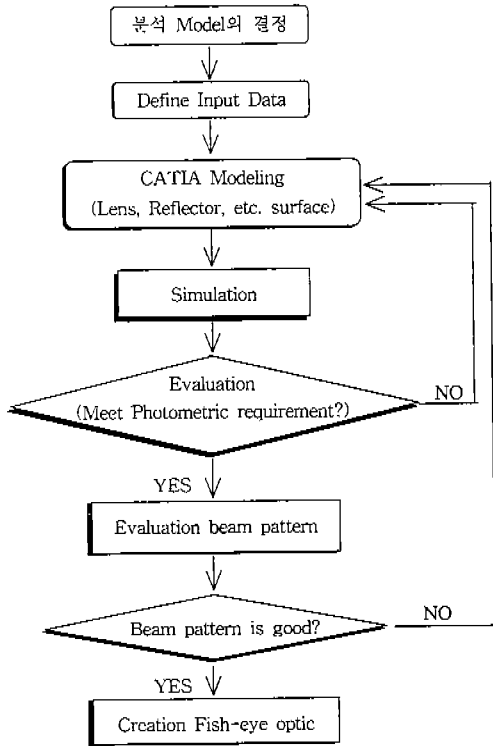 분석 Model의 결정
Define Input Data
CATIA Modeling
(Lens, Reflector, etc. surface)
Simulation
Evaluation
(Meet Photometric requirement?)
NO
YES
Evaluation beam pattern
Beam pattern is good?
NO
YES
Creation Fish-eye optic